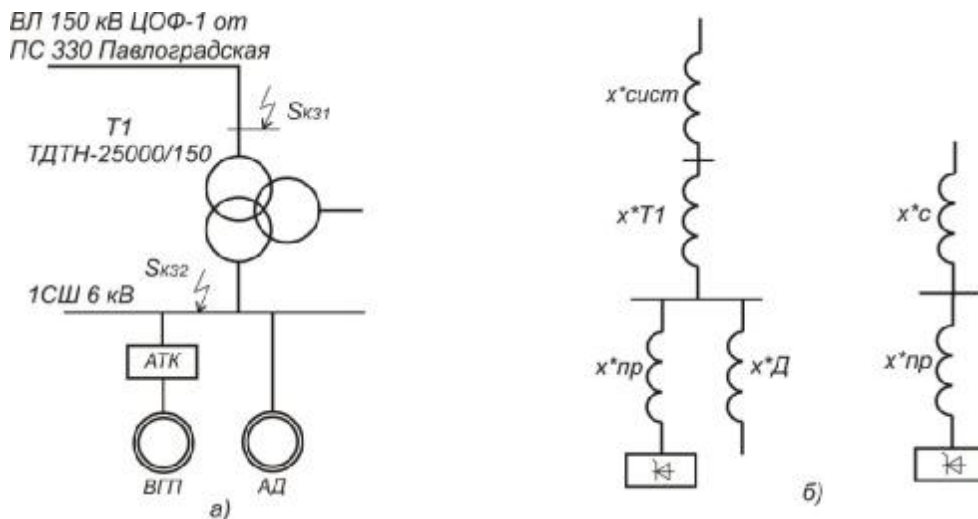 ВЛ 150 кВ ЦОФ-1 от
ПС 330 Павлоградская
Sкз1
Т1
ТДТН-25000/150
Sкз2
1СШ 6 кВ
АТК
ВГП
АД
а)
х*сист
х*Т1
х*пр
х*Д
х*с
х*пр
б)